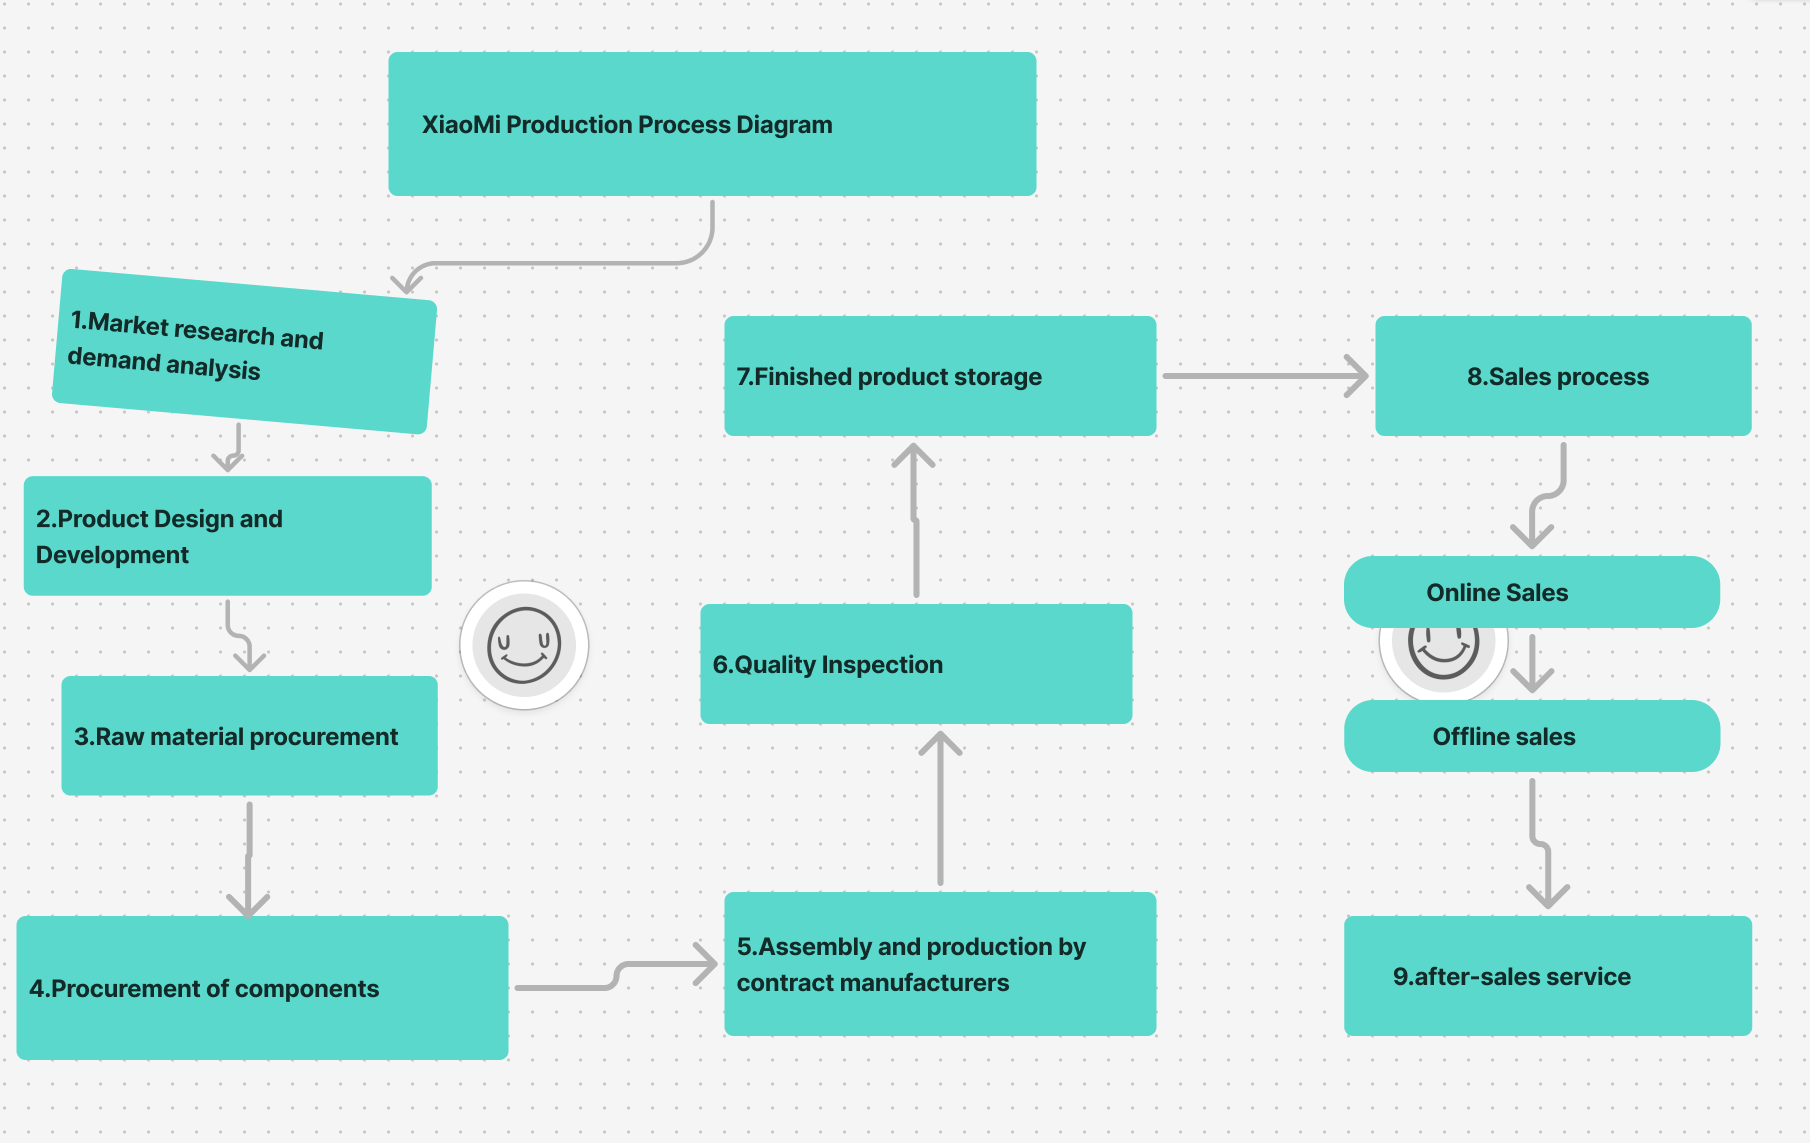 XiaoMi Production Process Diagram
1.Market research and
demand analysis
2.Product Design and
Development
3.Raw material procurement
4.Procurement of components
5.Assembly and production by
contract manufacturers
6.Quality Inspection
7.Finished product storage
8.Sales process
Online Sales
Offline sales
9.after-sales service